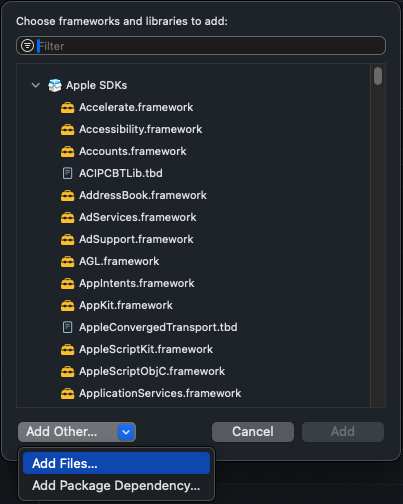 Choose frameworks and libraries to add:
Filter
Apple SDKs
Accelerate.framework
Accessibility.framework
Accounts.framework
ACIPCBTLib.tbd
AddressBook.framework
AdServices.framework
AdSupport.framework
AGL.framework
AppIntents.framework
AppKit.framework
AppleConvergedTransport.tbd
AppleScriptKit.framework
AppleScriptObjC.framework
ApplicationServices.framework
Add Other...
Cancel
Add
Add Files...
Add Package Dependency...